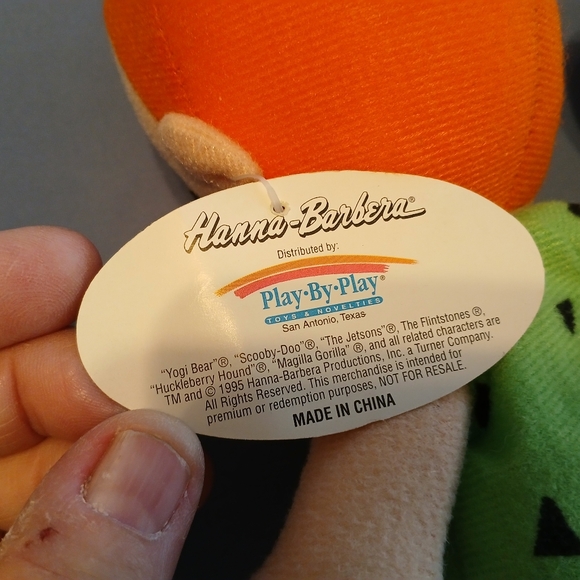 Hanna-Barbera®
Distributed by:
Play·By·Play®
TOYS & NOVELTIES
San Antonio, Texas
"Yogi Bear"®, "Scooby-Doo"®, "The Jetsons"®, The Flintstones ®,
"Huckleberry Hound"®, "Magilla Gorilla" ®, and all related characters are
TM and © 1995 Hanna-Barbera Productions, Inc. a Turner Company.
All Rights Reserved. This merchandise is intended for
premium or redemption purposes, NOT FOR RESALE.
MADE IN CHINA